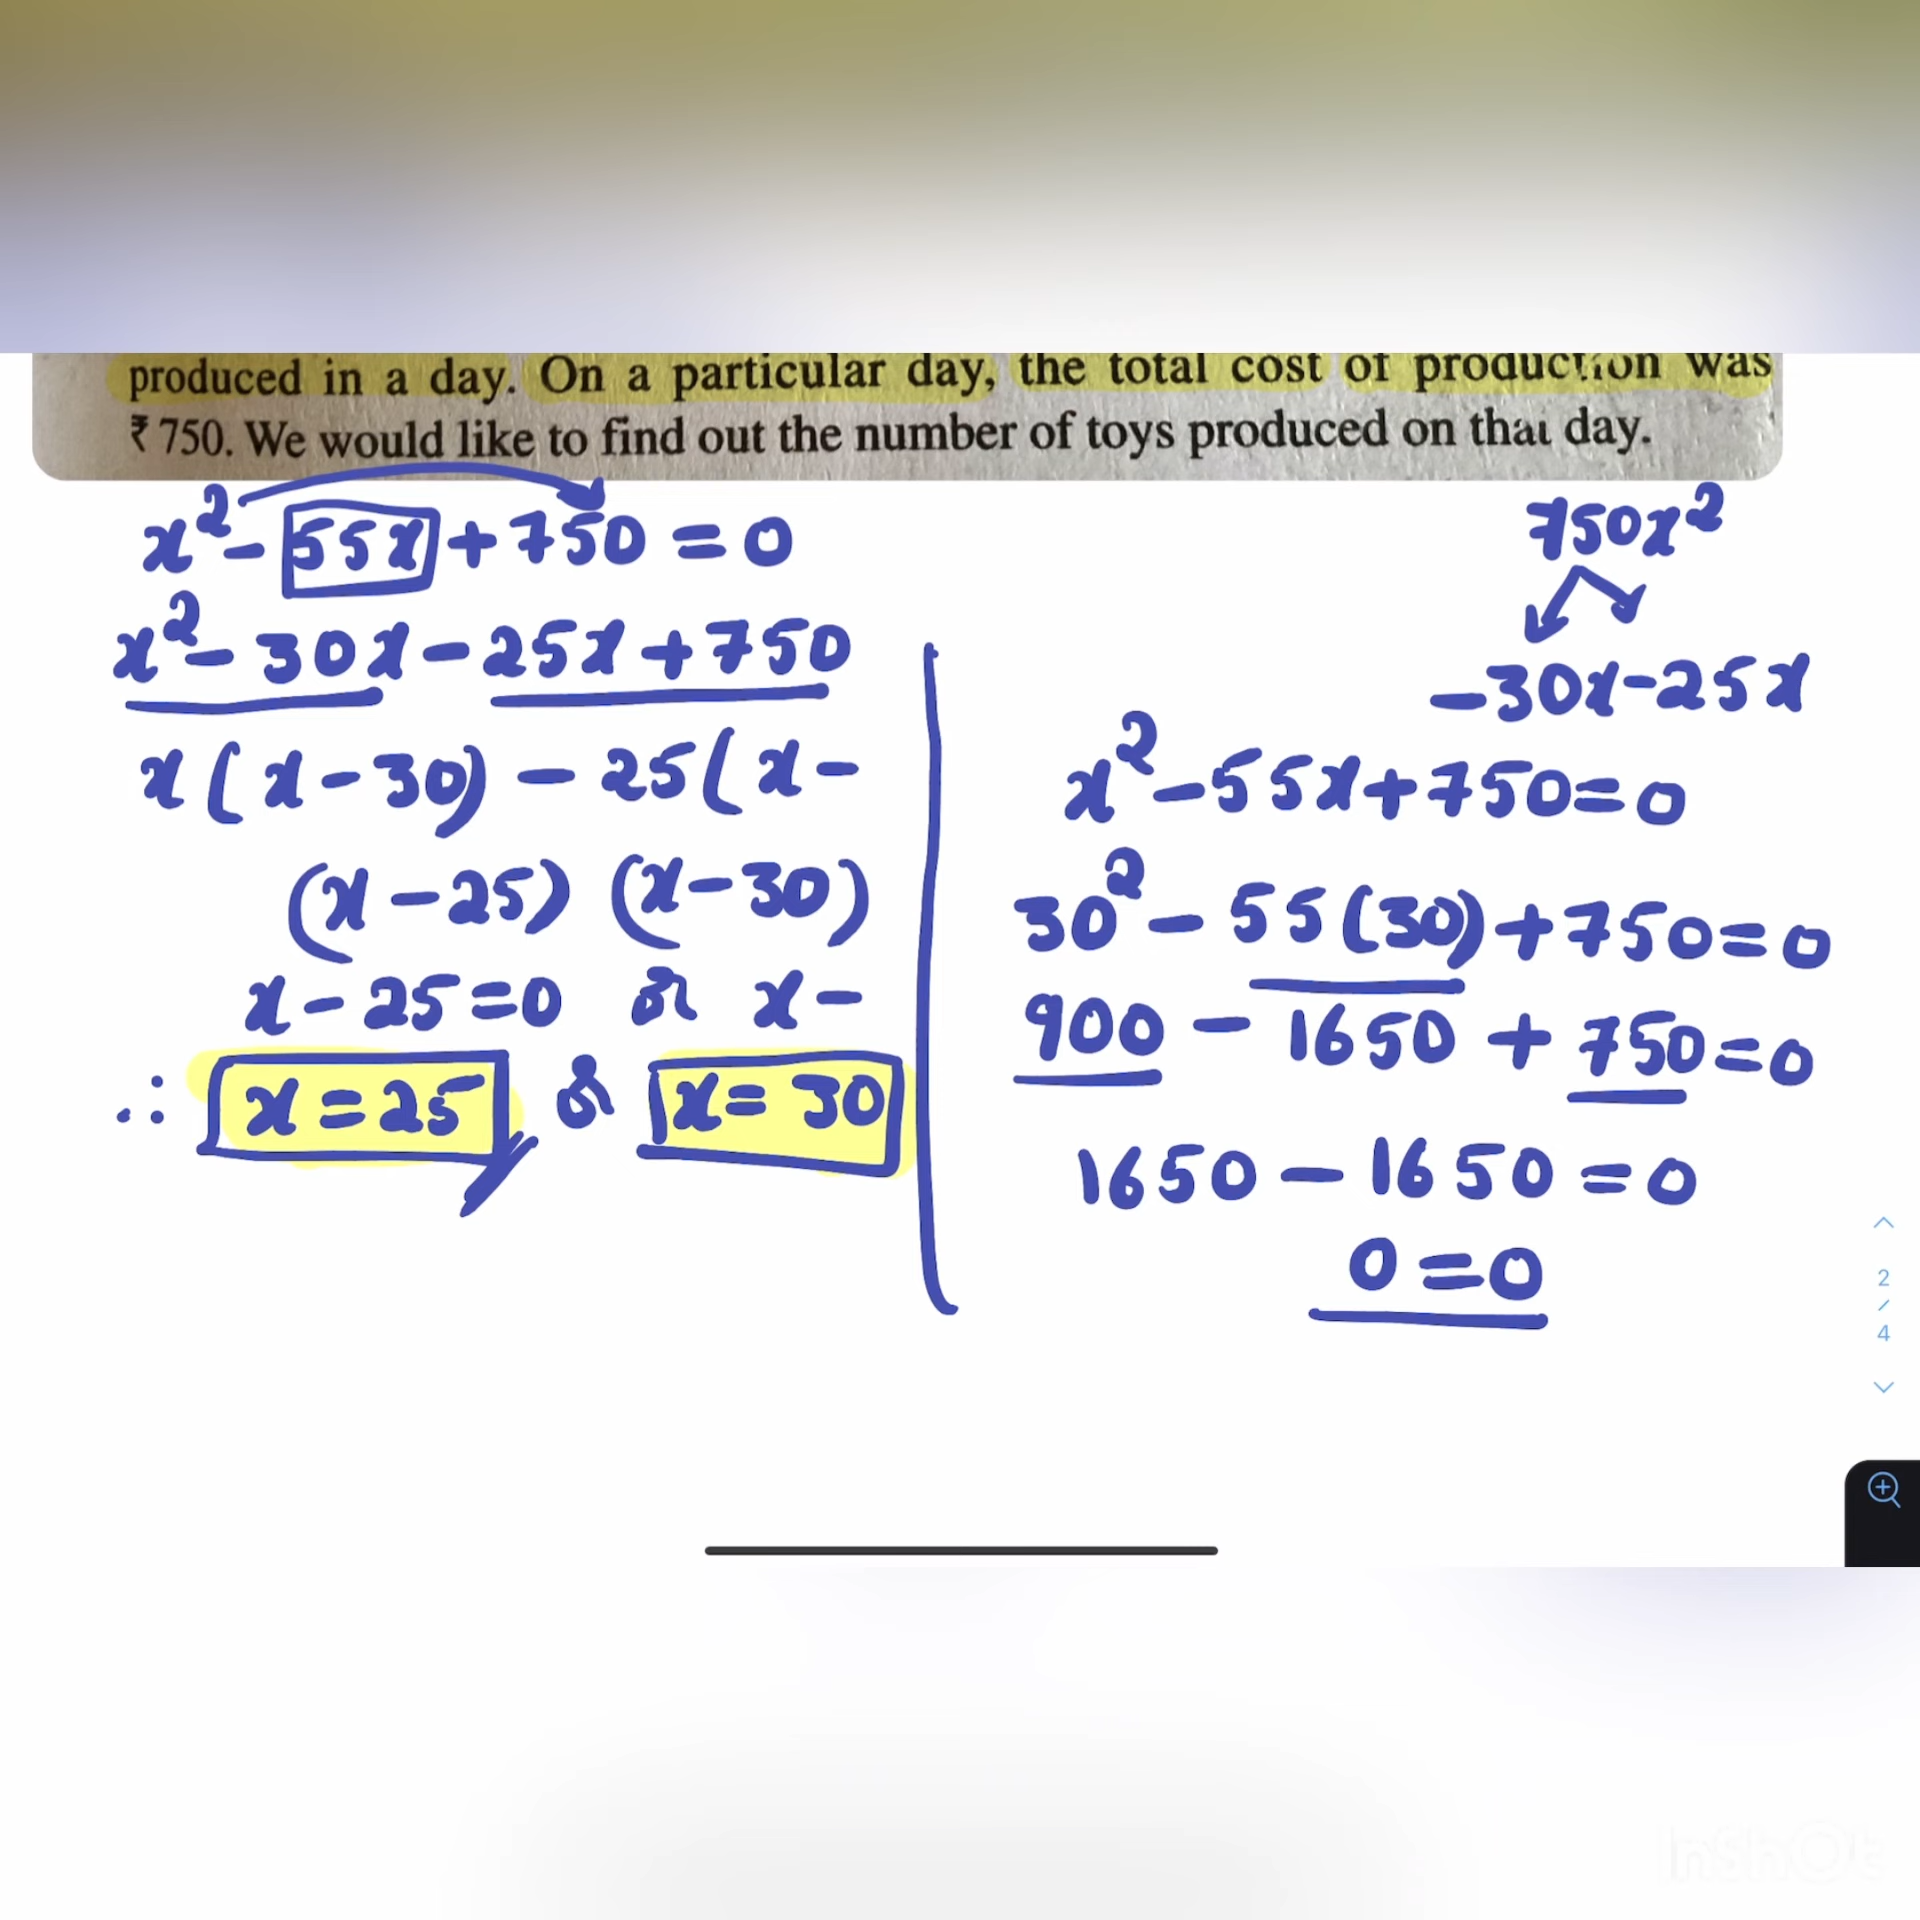 produced in a day. On a particular day, the total cost of production was
₹ 750. We would like to find out the number of toys produced on that day.
x² - 55x + 750 = 0
x² - 30x - 25x + 750
x ( x - 30) - 25 ( x -
(x - 25) (x - 30)
x - 25 = 0 or x -
∴ x = 25 or x = 30
750x²
-30x - 25x
x² - 55x + 750 = 0
30² - 55(30) + 750 = 0
900 - 1650 + 750 = 0
1650 - 1650 = 0
0 = 0
2
/
4
InShOt